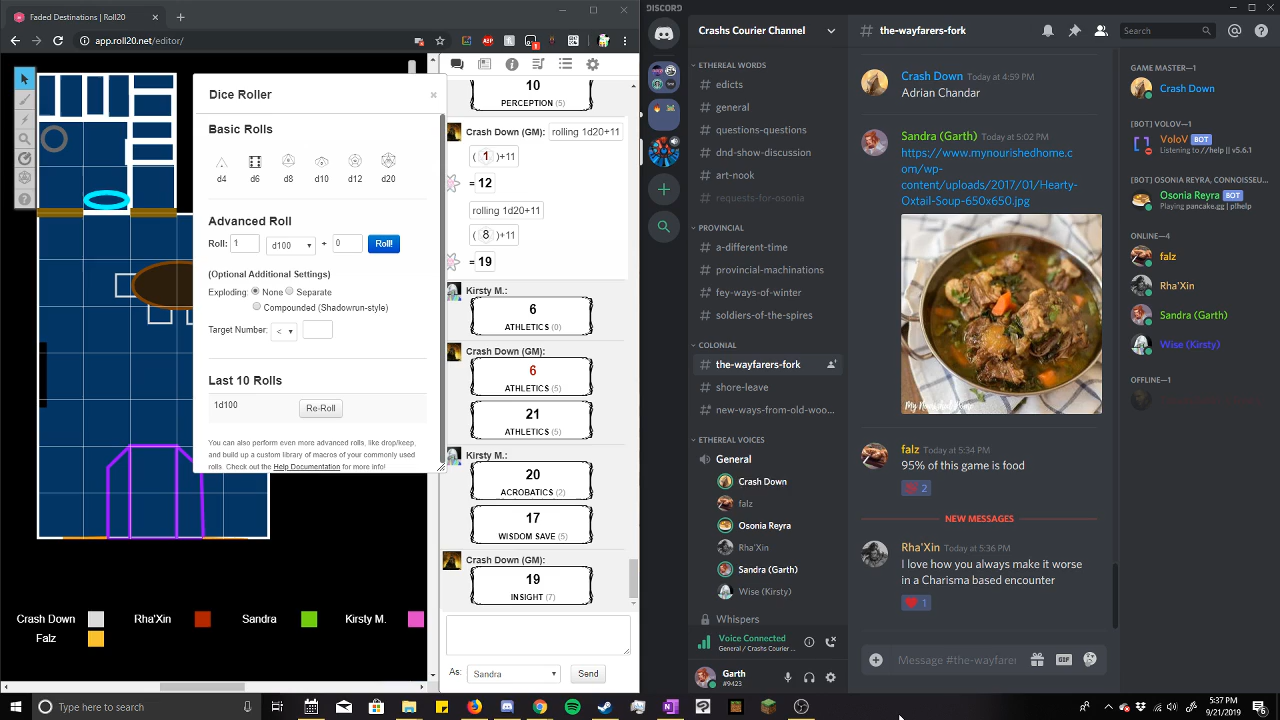 Faded Destinations | Roll20
app.roll20.net/editor/
Dice Roller
Basic Rolls
d4 d6 d8 d10 d12 d20
Advanced Roll
Roll: 1 d100 + 0 Roll!
(Optional Additional Settings)
Exploding: None Separate
Compounded (Shadowrun-style)
Target Number: <
Last 10 Rolls
1d100 Re-Roll
You can also perform even more advanced rolls, like drop/keep,
and build up a custom library of macros of your commonly used
rolls. Check out the Help Documentation for more info!
Crash Down Rha'Xin Sandra Kirsty M.
Falz
10
PERCEPTION (5)
Crash Down (GM): rolling 1d20+11
( 1 )+11
= 12
rolling 1d20+11
( 8 )+11
= 19
Kirsty M.:
6
ATHLETICS (0)
Crash Down (GM):
6
ATHLETICS (5)
21
ATHLETICS (5)
Kirsty M.:
20
ACROBATICS (2)
17
WISDOM SAVE (5)
Crash Down (GM):
19
INSIGHT (7)
As: Sandra Send
DISCORD
Crashs Courier Channel
ETHEREAL WORDS
# edicts
# general
# questions-questions
# dnd-show-discussion
# art-nook
# requests-for-osonia
PROVINCIAL
# a-different-time
# provincial-machinations
# fey-ways-of-winter
# soldiers-of-the-spires
COLONIAL
# the-wayfarers-fork
# shore-leave
# new-ways-from-old-woo...
ETHEREAL VOICES
General
Crash Down
falz
Osonia Reyra
Rha'Xin
Sandra (Garth)
Wise (Kirsty)
Whispers
Voice Connected
General / Crashs Courier ...
Garth
#9423
# the-wayfarers-fork
Search
Crash Down Today at 4:59 PM
Adrian Chandar
Sandra (Garth) Today at 5:02 PM
https://www.mynourishedhome.c
om/wp-
content/uploads/2017/01/Hearty-
Oxtail-Soup-650x650.jpg
My Nourished Home
falz Today at 5:34 PM
95% of this game is food
2
NEW MESSAGES
Rha'Xin Today at 5:36 PM
I love how you always make it worse
in a Charisma based encounter
1
Message #the-wayfarer
GIF
GAME MASTER—1
Crash Down
[BOT] VOLOV—1
VoloV BOT
Listening to //help || v5.6.1
[BOT] OSONIA REYRA, CONNOISSEU...
Osonia Reyra BOT
Playing pancake.gg | p!help
ONLINE—4
falz
Rha'Xin
Sandra (Garth)
Wise (Kirsty)
OFFLINE—1
Type here to search
5:37 PM
9/21/2019